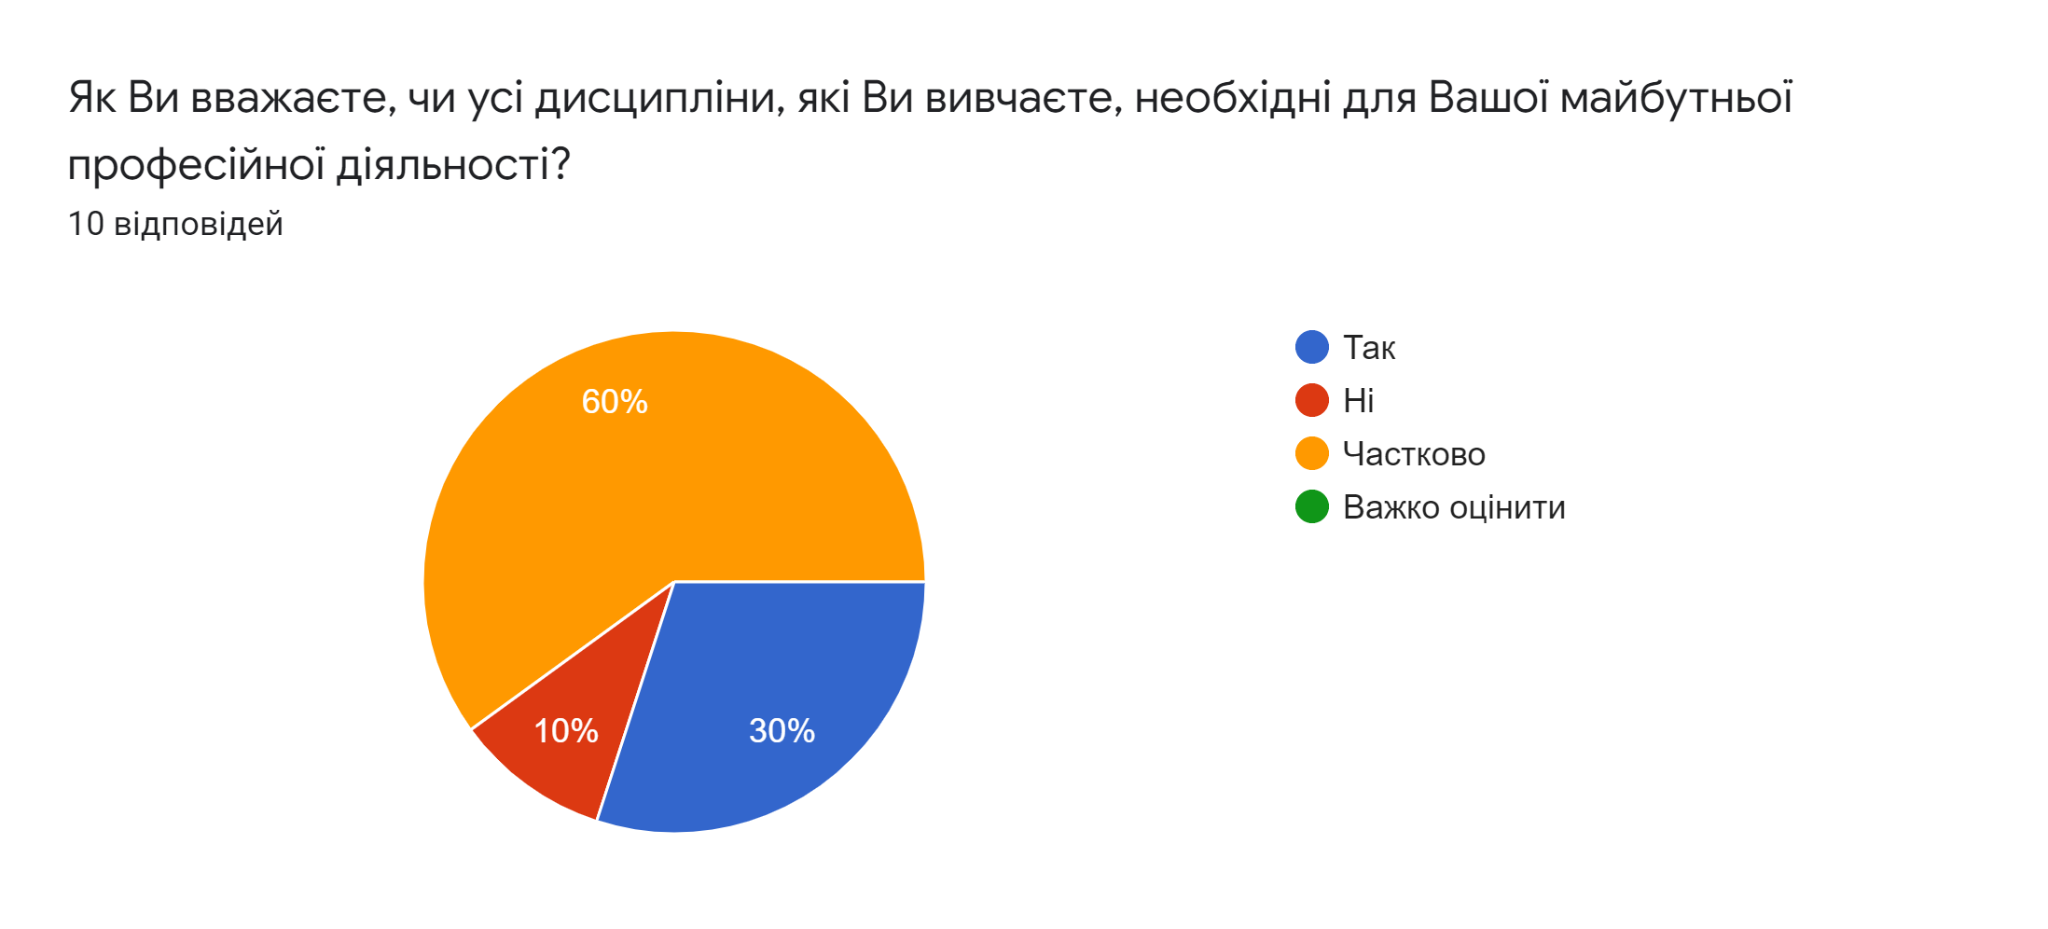 Як Ви вважаєте, чи усі дисципліни, які Ви вивчаєте, необхідні для Вашої майбутньої
професійної діяльності?
10 відповідей
60%
10%
30%
Так
Ні
Частково
Важко оцінити